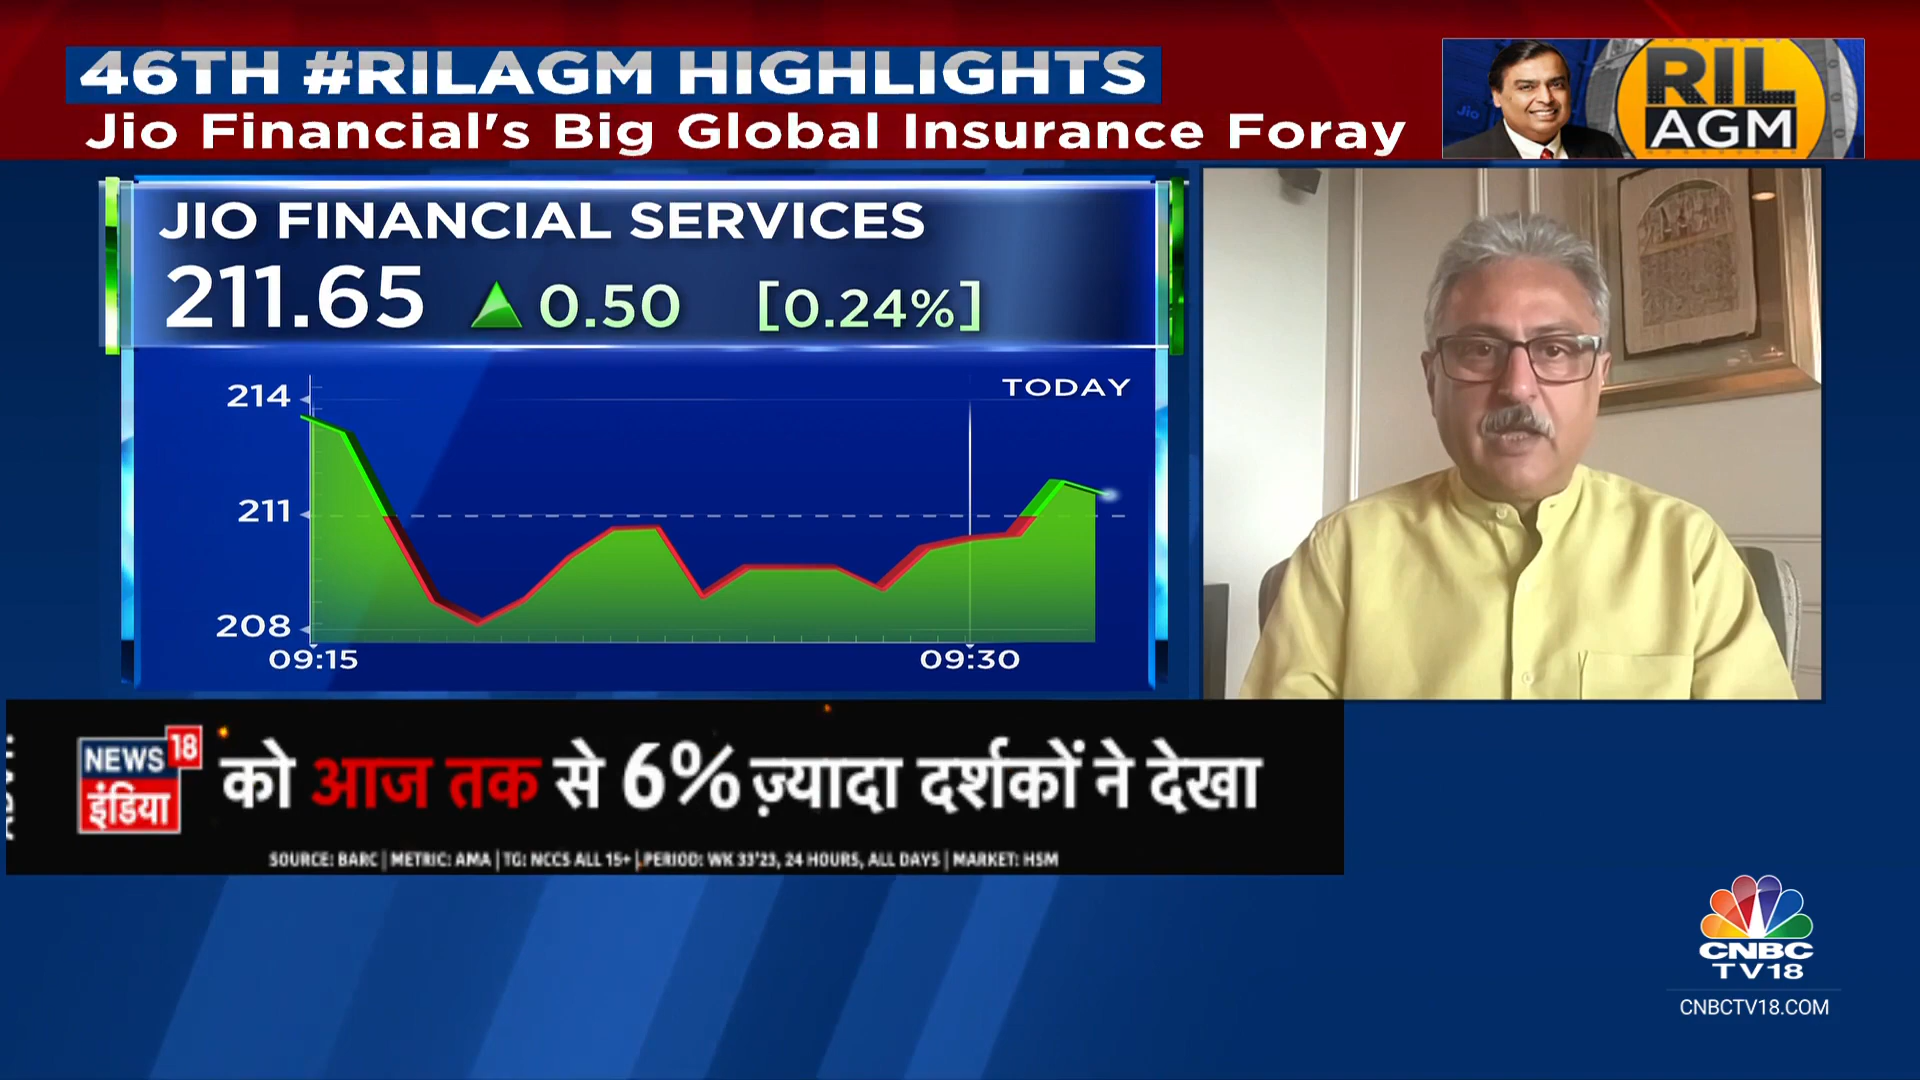 46TH #RILAGM HIGHLIGHTS
Jio Financial's Big Global Insurance Foray
Jio
RIL
AGM
JIO FINANCIAL SERVICES
211.65 ▲ 0.50 [0.24%]
TODAY
214
211
208
09:15 09:30
NEWS 18
इंडिया
को आज तक से 6% ज़्यादा दर्शकों ने देखा
SOURCE: BARC | METRIC: AMA | TG: NCCS ALL 15+ | PERIOD: WK 33'23, 24 HOURS, ALL DAYS | MARKET: HSM
CNBC
TV18
CNBCTV18.COM